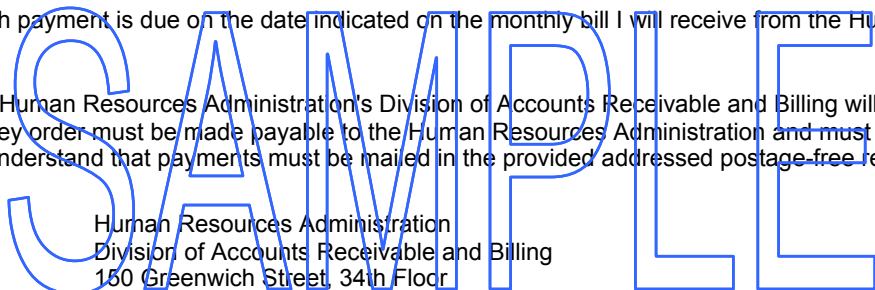 h payment is due on the date indicated on the monthly bill I will receive from the Hu
Human Resources Administration's Division of Accounts Receivable and Billing will
ey order must be made payable to the Human Resources Administration and must
nderstand that payments must be mailed in the provided addressed postage-free re
Human Resources Administration
Division of Accounts Receivable and Billing
150 Greenwich Street, 34th Floor
SAMPLE